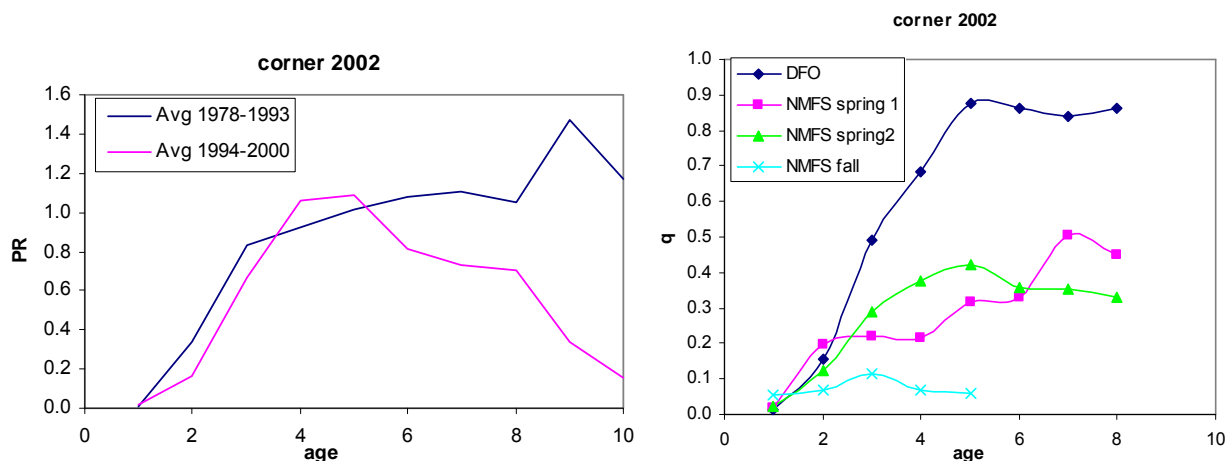 corner 2002
PR
1.6
1.4
1.2
1.0
0.8
0.6
0.4
0.2
0.0
Avg 1978-1993
Avg 1994-2000
0 2 4 6 8 10
age
corner 2002
q
1.0
0.9
0.8
0.7
0.6
0.5
0.4
0.3
0.2
0.1
0.0
DFO
NMFS spring 1
NMFS spring2
NMFS fall
0 2 4 6 8 10
age